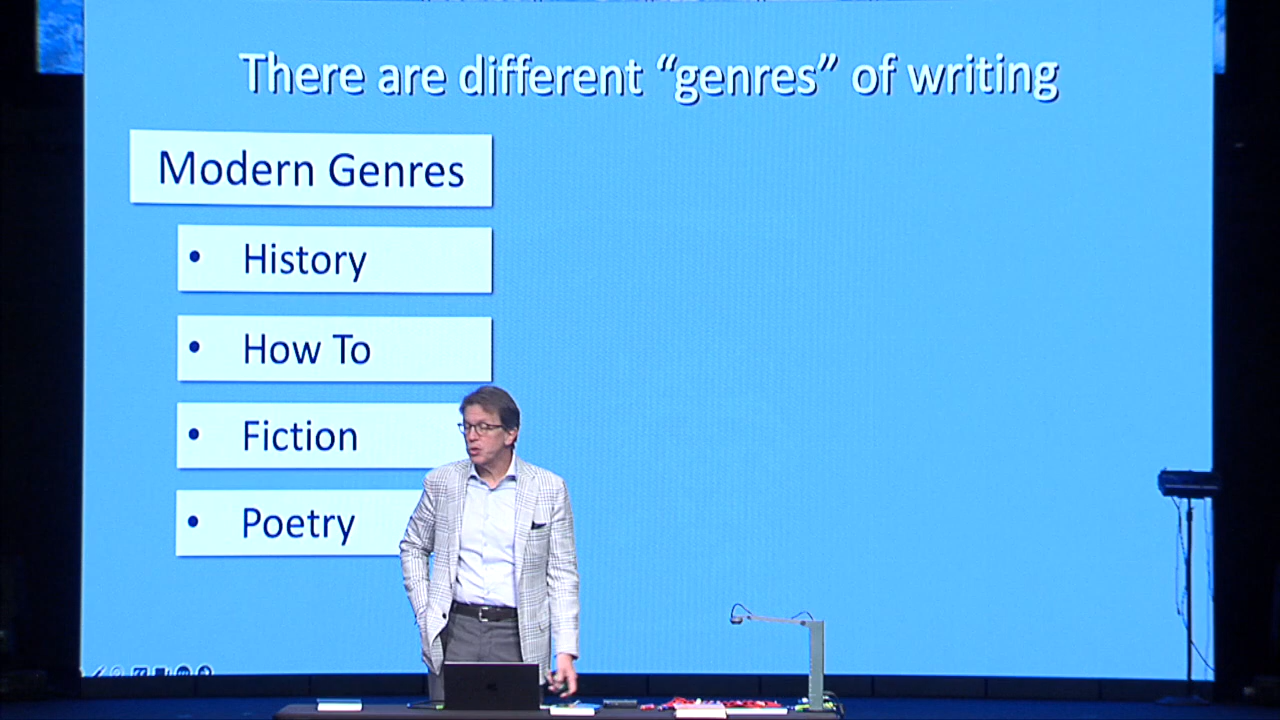 There are different “genres” of writing
Modern Genres
• History
• How To
• Fiction
• Poetry